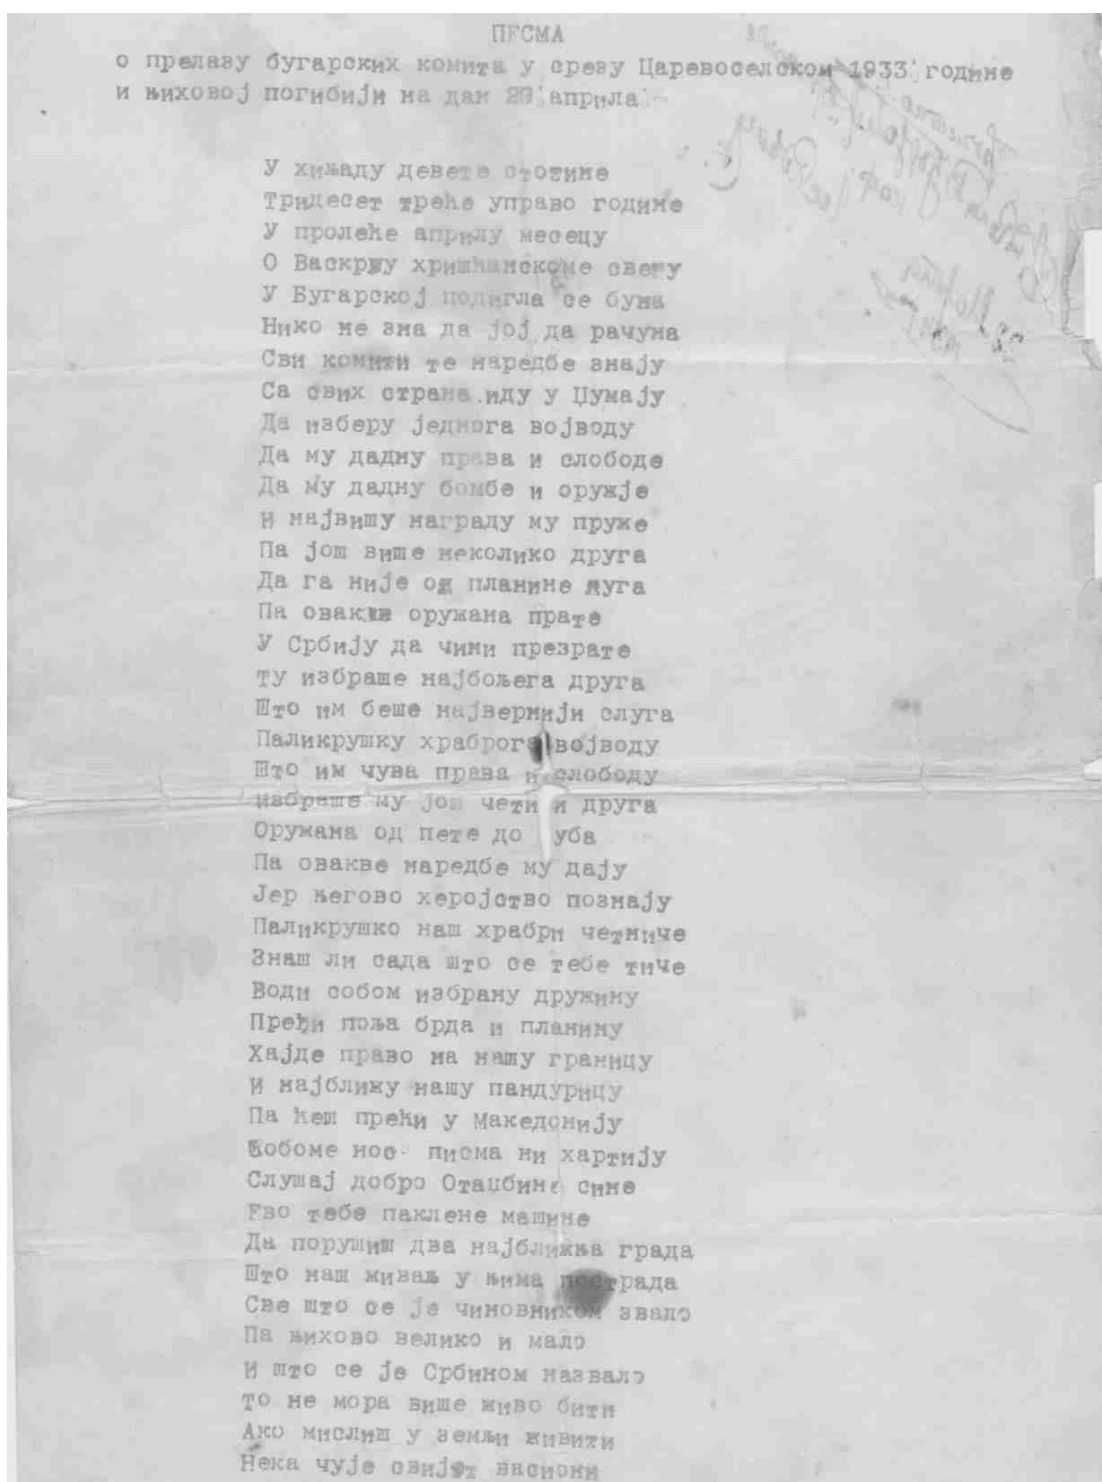 ПЕСМА
о прелазу бугарских комита у срезу Царевоселском 1933. године
и њиховој погибији на дан 20. априла.-
У хиљаду девете стотине
Тридесет треће управо године
У пролеће априлу месецу
О Васкршу хришћанскоме свецу
У Бугарској подигла се буна
Нико не зна да јој да рачуна
Сви комити те наредбе знају
Са свих страна иду у Џумају
Да изберу једнога војводу
Да му даdну права и слободе
Да му дадну бомбе и оружје
и највишу награду му пруже
Па још више неколико друга
Да га није од планине туга
Па овакве оружана прате
У Србију да чини презрате
ту избраше најбољега друга
Што им беше највернији слуга
Паликрушку храброга војводу
Што им чува права и слободу
избраше му још чети и друга
Оружана од пете до уба
Па овакве наредбе му дају
Јер његово херојство познају
Паликрушко наш храбри четниче
Знаш ли сада што се тебе тиче
Води собом избрану дружину
Пређи поља брда и планину
Хајде право на нашу границу
и најближу нашу пандурицу
Па ћеш прећи у Македонију
нос писма ни хартију
Слушај добро Отаџбине сине
Ево тебе паклене машине
Да порушиш два најближња града
Што наш живаљ у њима пострада
Све што се је чиновником звало
Па њихово велико и мало
и што се је Србином назвало
то не мора више живо бити
Ако мислиш у земљи живити
Нека чује свијет васиони